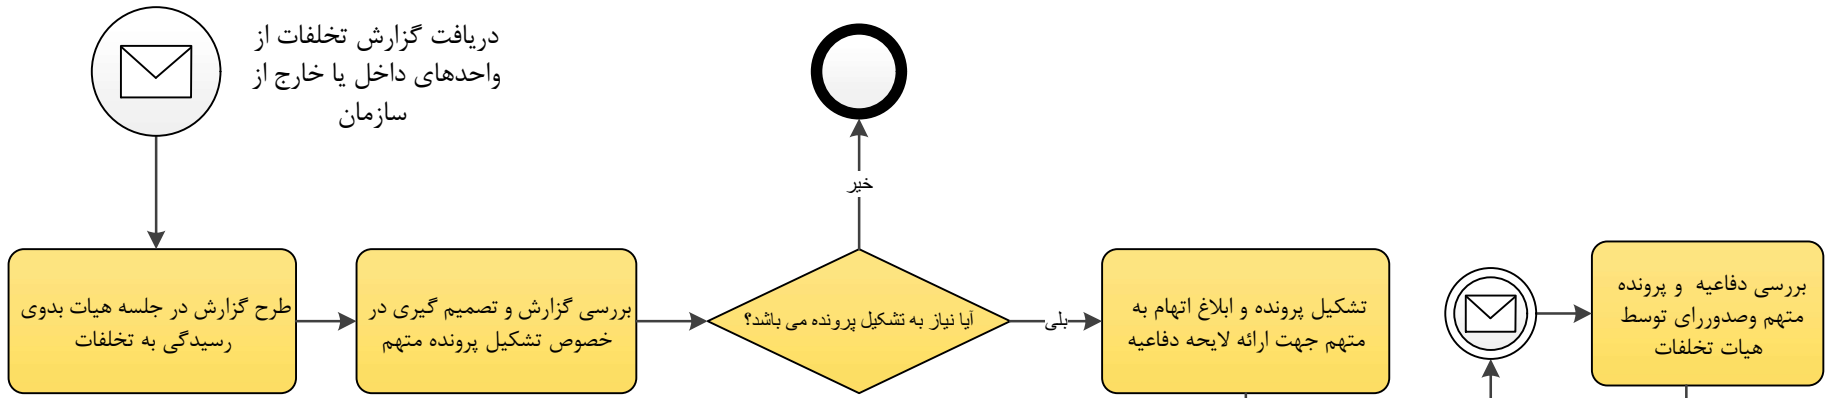 دریافت گزارش تخلفات از
واحدهای داخل یا خارج از
سازمان
طرح گزارش در جلسه هیات بدوی
رسیدگی به تخلفات
بررسی گزارش و تصمیم گیری در
خصوص تشکیل پرونده متهم
آیا نیاز به تشکیل پرونده می باشد؟
خیر
بلی
تشکیل پرونده و ابلاغ اتهام به
متهم جهت ارائه لایحه دفاعیه
بررسی دفاعیه و پرونده
متهم وصدوررای توسط
هیات تخلفات